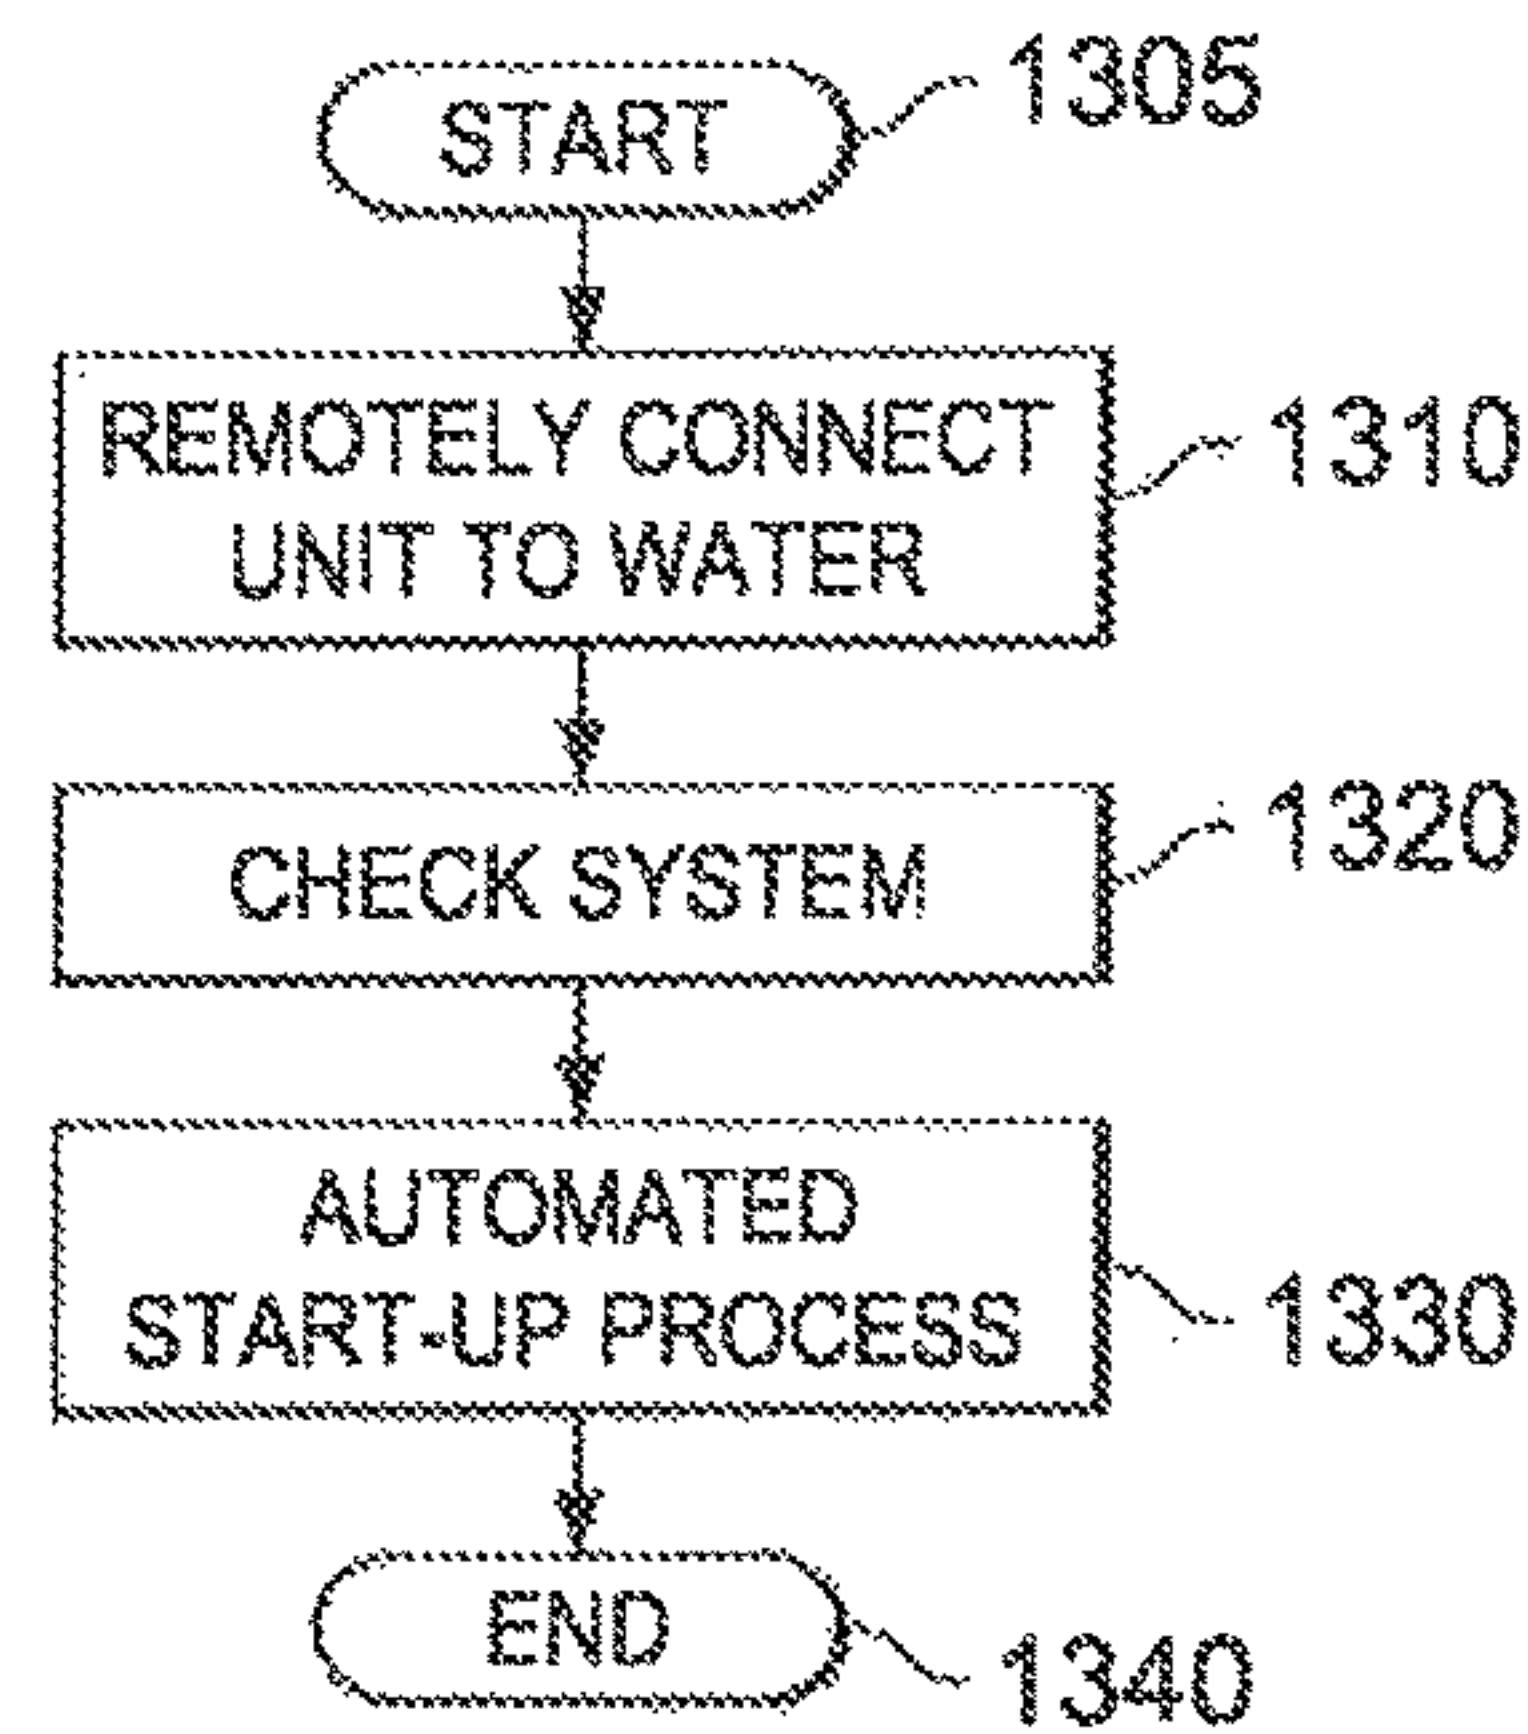 START
1305
REMOTELY CONNECT
UNIT TO WATER
1310
CHECK SYSTEM
1320
AUTOMATED
START-UP PROCESS
1330
END
1340